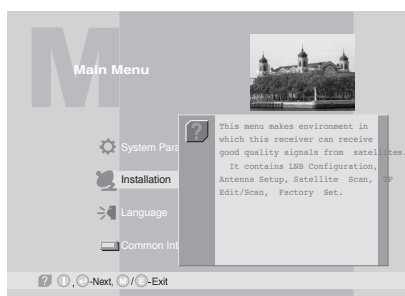 M
Main Menu
System Para
Installation
Language
Common Int
?
This menu makes environment in
which this receiver can receive
good quality signals from satellites.
It contains LNB Configuration,
Antenna Setup, Satellite Scan, TP
Edit/Scan, Factory Set.
? , -Next, M / E -Exit